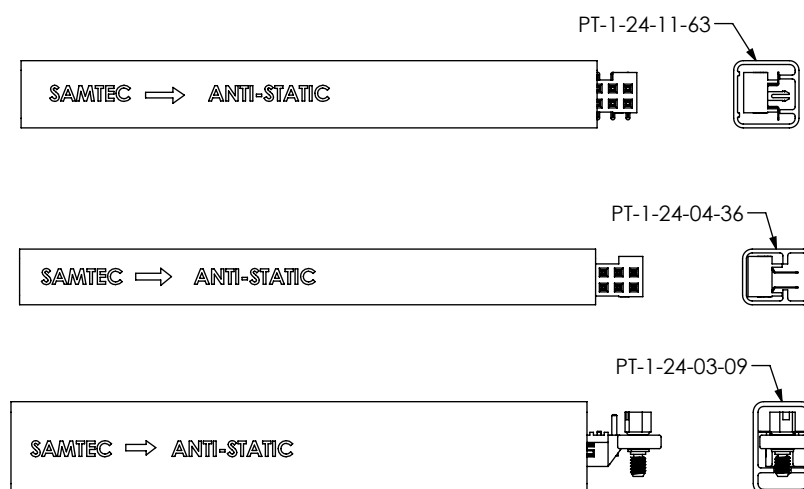 PT-1-24-11-63
SAMTEC ANTI-STATIC
PT-1-24-04-36
SAMTEC ANTI-STATIC
PT-1-24-03-09
SAMTEC ANTI-STATIC